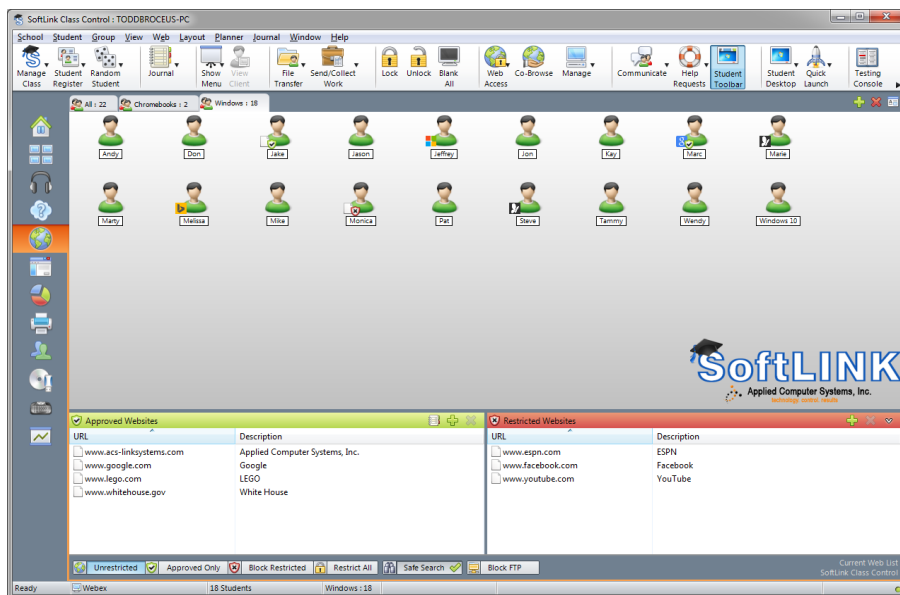 SoftLink Class Control : TODDBROCEUS-PC
School Student Group View Web Layout Planner Journal Window Help
Manage Class
Student Register
Random Student
Journal
Show Menu
View Client
File Transfer
Send/Collect Work
Lock
Unlock
Blank All
Web Access
Co-Browse
Manage
Communicate
Help Requests
Student Toolbar
Student Desktop
Quick Launch
Testing Console
All : 22 Chromebooks : 2 Windows : 18
Andy Don Jake Jason Jeffrey Jon Kay Marc Marie
Marty Melissa Mike Monica Pat Steve Tammy Wendy Windows 10
SoftLINK
Applied Computer Systems, Inc.
technology. control. results.
Approved Websites
URL Description
www.acs-linksystems.com Applied Computer Systems, Inc.
www.google.com Google
www.lego.com LEGO
www.whitehouse.gov White House
Restricted Websites
URL Description
www.espn.com ESPN
www.facebook.com Facebook
www.youtube.com YouTube
Unrestricted Approved Only Block Restricted Restrict All Safe Search Block FTP
Current Web List
SoftLink Class Control
Ready Webex 18 Students Windows : 18